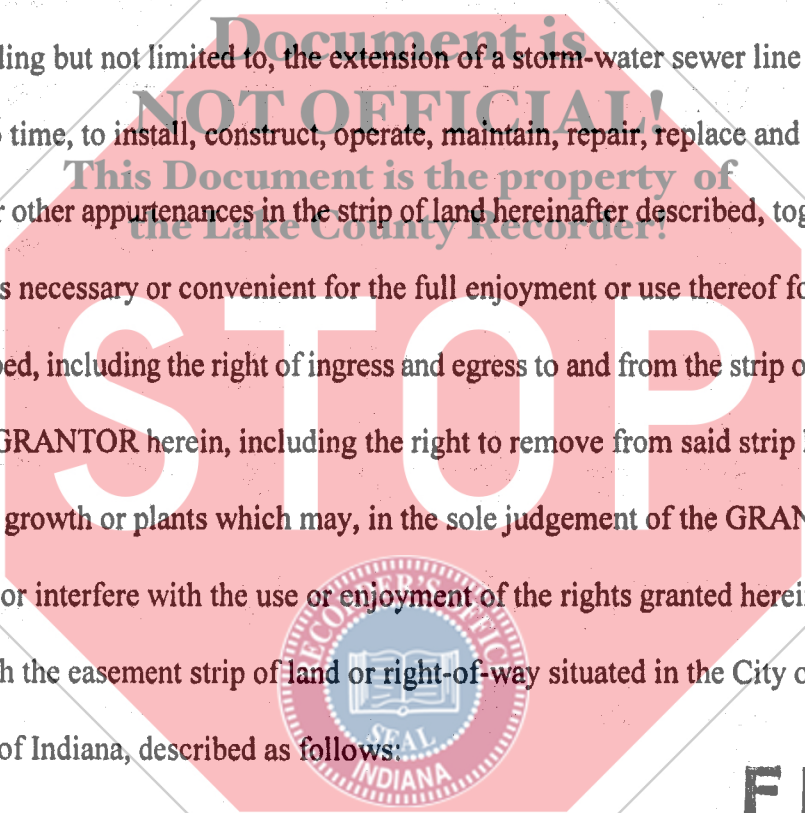 Document is
ling but not limited to, the extension of a storm-water sewer line
NOT OFFICIAL!
time, to install, construct, operate, maintain, repair, replace and
This Document is the property of
other appurtenances in the strip of land hereinafter described, tog
the Lake County Recorder!
s necessary or convenient for the full enjoyment or use thereof fo
bed, including the right of ingress and egress to and from the strip o
STOP
GRANTOR herein, including the right to remove from said strip
growth or plants which may, in the sole judgement of the GRAN
or interfere with the use or enjoyment of the rights granted herei
RECORDER'S OFFICE
h the easement strip of land or right-of-way situated in the City o
SEAL
of Indiana, described as follows:
INDIANA
F